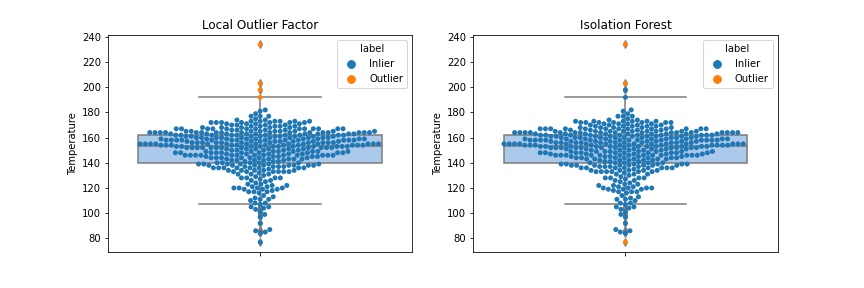 Local Outlier Factor
240
220
200
180
160
140
120
100
80
Temperature
label
Inlier
Outlier
Isolation Forest
240
220
200
180
160
140
120
100
80
Temperature
label
Inlier
Outlier